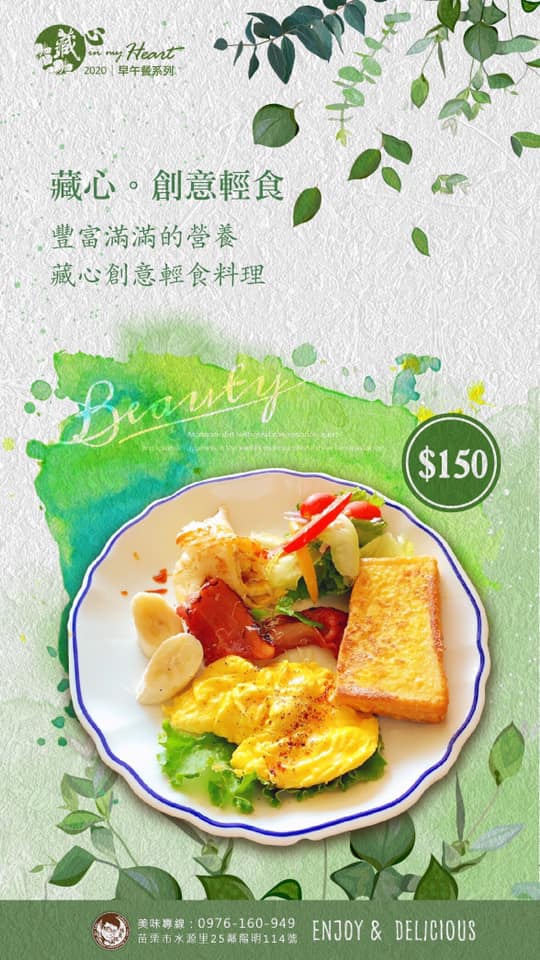 藏心
in my Heart
2020 | 早午餐系列
藏心。創意輕食
豐富滿滿的營養
藏心創意輕食料理
Beauty
$150
美味專線：0976-160-949
苗栗市水源里25鄰陽明114號
ENJOY & DELICIOUS